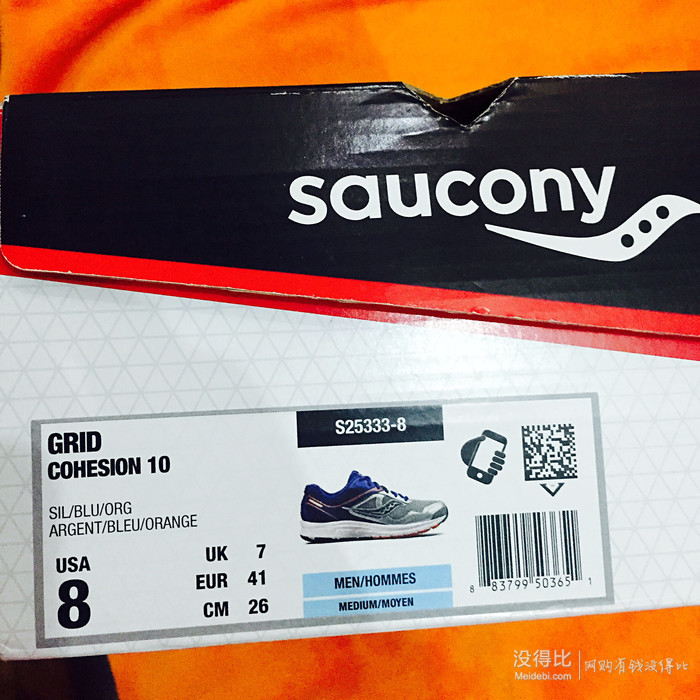 saucony
GRID
COHESION 10
S25333-8
SIL/BLU/ORG
ARGENT/BLEU/ORANGE
USA
8
UK 7
EUR 41
CM 26
MEN/HOMMES
MEDIUM/MOYEN
8 83799 50365 1
没得比
Meidebi.com
网购有钱没得比